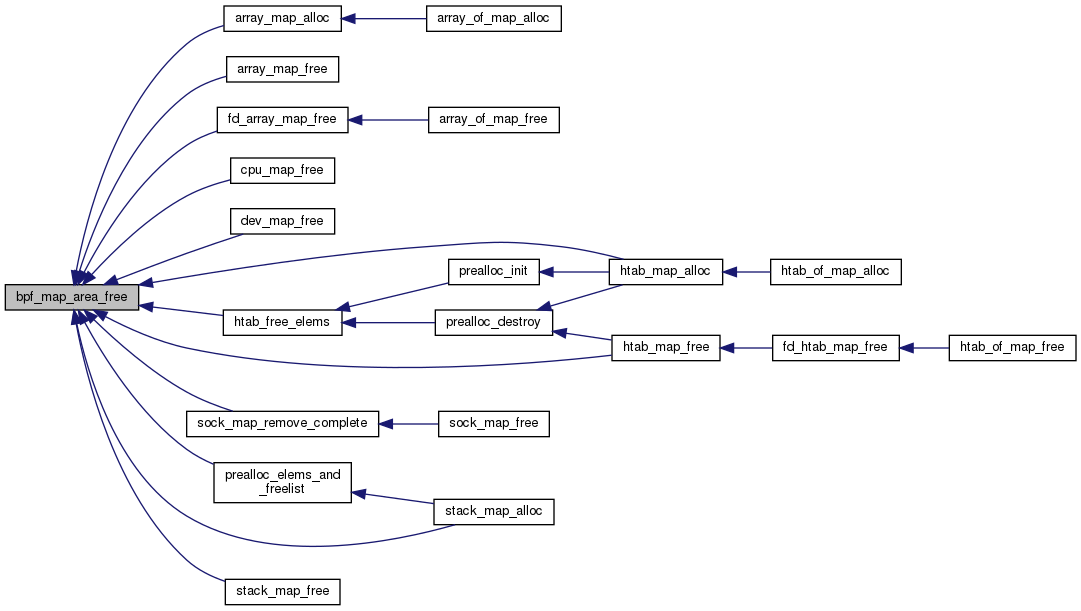 array_map_alloc
array_of_map_alloc
array_map_free
fd_array_map_free
array_of_map_free
cpu_map_free
dev_map_free
prealloc_init
htab_map_alloc
htab_of_map_alloc
bpf_map_area_free
htab_free_elems
prealloc_destroy
htab_map_free
fd_htab_map_free
htab_of_map_free
sock_map_remove_complete
sock_map_free
prealloc_elems_and
_freelist
stack_map_alloc
stack_map_free